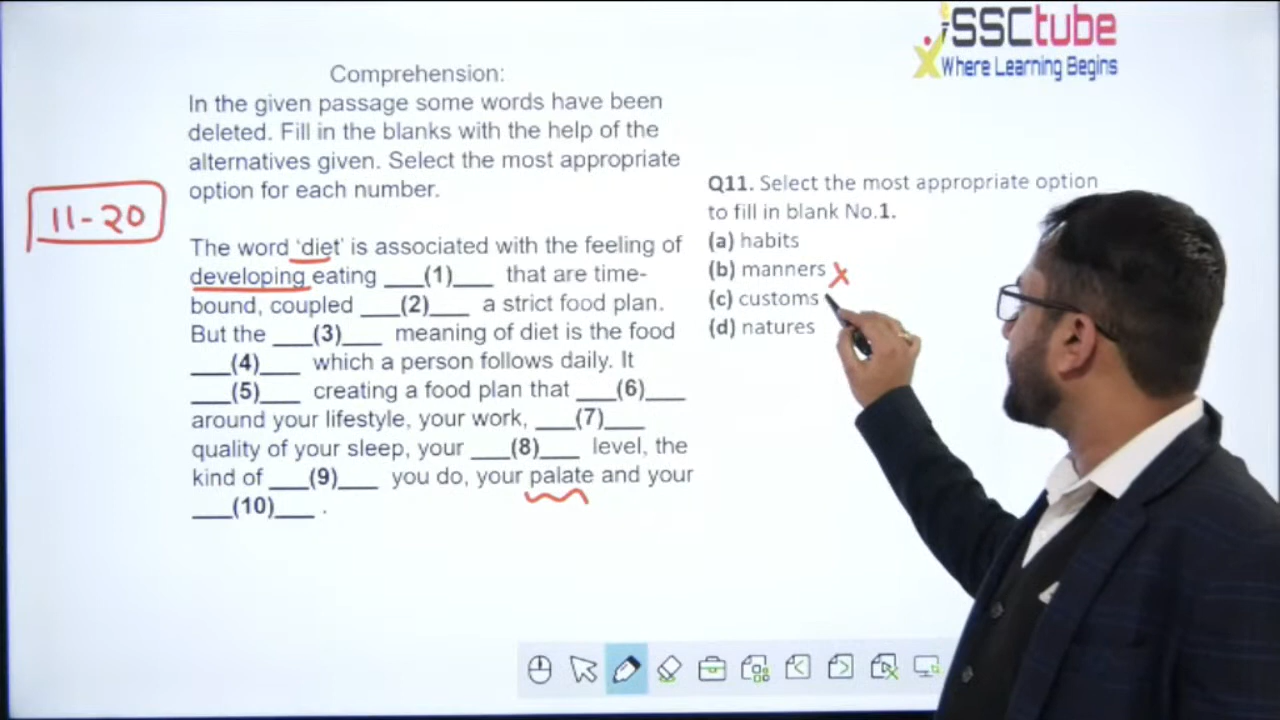 SSCtube
Where Learning Begins
Comprehension:
In the given passage some words have been
deleted. Fill in the blanks with the help of the
alternatives given. Select the most appropriate
option for each number.
11-20
The word ‘diet’ is associated with the feeling of
developing eating ___(1)___ that are time-
bound, coupled ___(2)___ a strict food plan.
But the ___(3)___ meaning of diet is the food
___(4)___ which a person follows daily. It
___(5)___ creating a food plan that ___(6)___
around your lifestyle, your work, ___(7)___
quality of your sleep, your ___(8)___ level, the
kind of ___(9)___ you do, your palate and your
___(10)___ .
Q11. Select the most appropriate option
to fill in blank No.1.
(a) habits
(b) manners
(c) customs
(d) natures